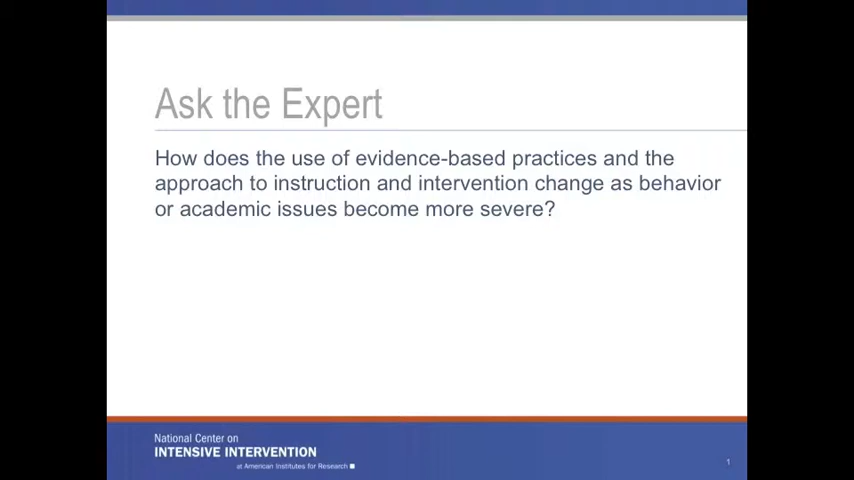 Ask the Expert
How does the use of evidence-based practices and the
approach to instruction and intervention change as behavior
or academic issues become more severe?
National Center on
INTENSIVE INTERVENTION
at American Institutes for Research
1